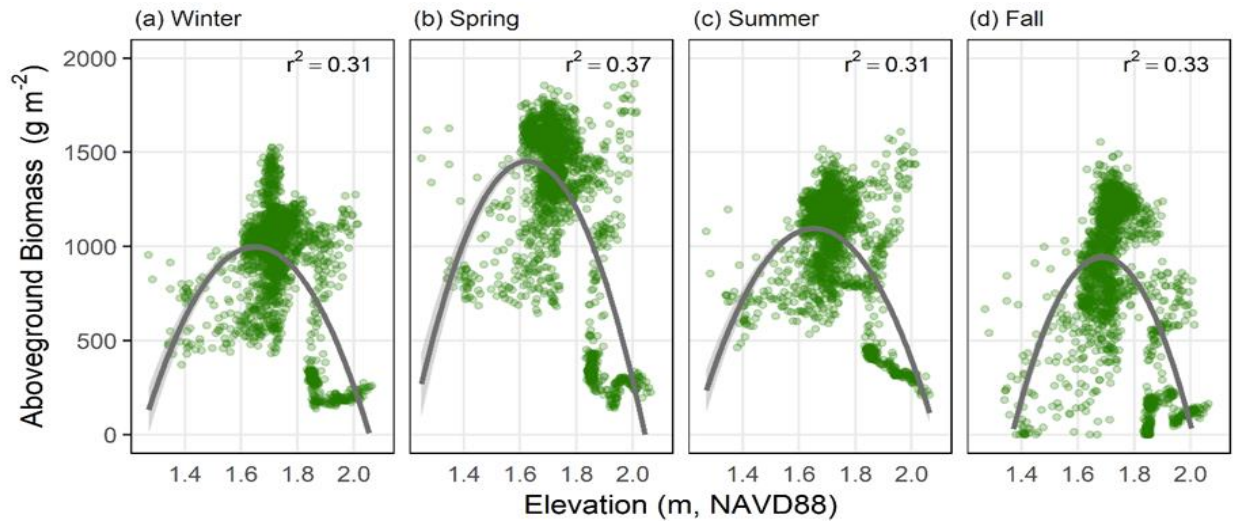 (a) Winter (b) Spring (c) Summer (d) Fall
r² = 0.31 r² = 0.37 r² = 0.31 r² = 0.33
Aboveground Biomass (g m⁻²)
2000
1500
1000
500
0
1.4 1.6 1.8 2.0 1.4 1.6 1.8 2.0 1.4 1.6 1.8 2.0 1.4 1.6 1.8 2.0
Elevation (m, NAVD88)